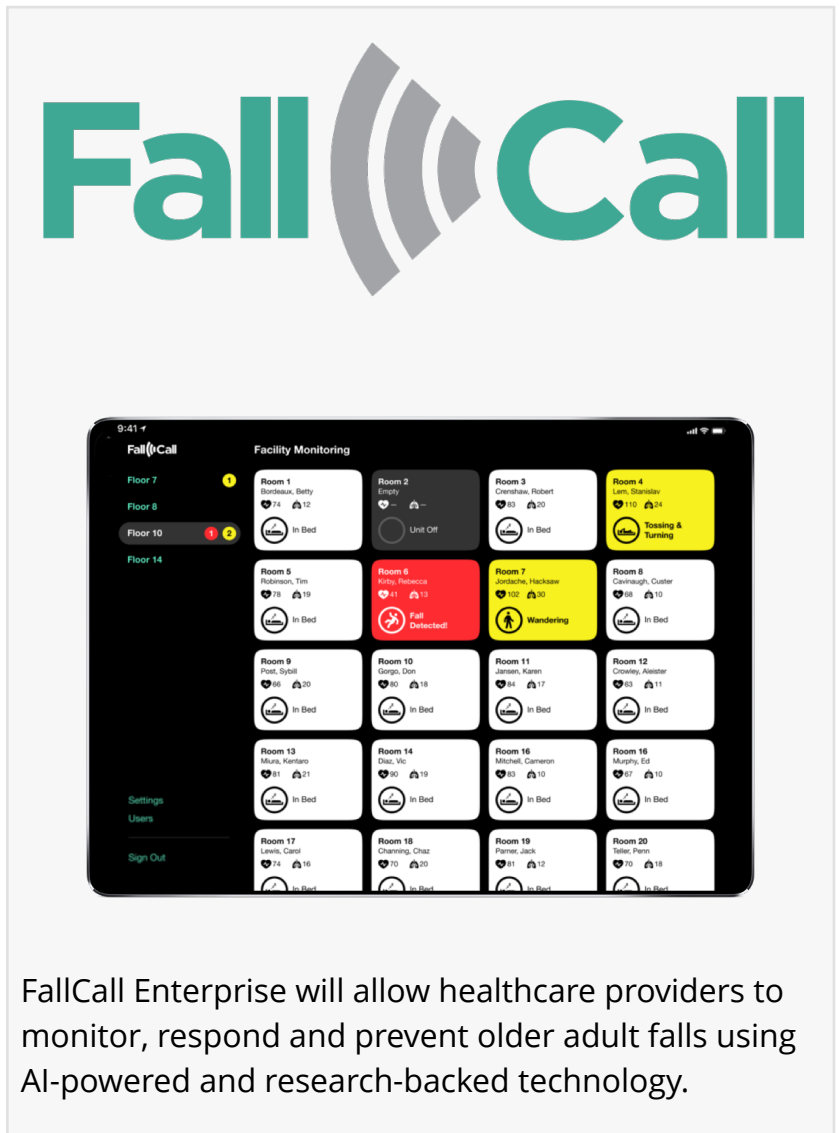 Fall Call
9:41
Fall Call
Facility Monitoring
Floor 7
1
Floor 8
Floor 10
1 2
Floor 14
Settings
Users
Sign Out
Room 1
Bordeaux, Betty
74 12
In Bed
Room 2
Empty
– –
Unit Off
Room 3
Crenshaw, Robert
83 20
In Bed
Room 4
Lem, Stanislav
110 24
Tossing &
Turning
Room 5
Robinson, Tim
78 19
In Bed
Room 6
Kirby, Rebecca
41 13
Fall
Detected!
Room 7
Jordache, Hacksaw
102 30
Wandering
Room 8
Cavinaugh, Custer
68 10
In Bed
Room 9
Post, Sybill
66 20
In Bed
Room 10
Gorgo, Don
80 18
In Bed
Room 11
Jansen, Karen
84 17
In Bed
Room 12
Crowley, Aleister
63 11
In Bed
Room 13
Miura, Kentaro
81 21
In Bed
Room 14
Diaz, Vic
90 19
In Bed
Room 16
Mitchell, Cameron
83 10
In Bed
Room 16
Murphy, Ed
67 10
In Bed
Room 17
Lewis, Carol
74 16
In Bed
Room 18
Channing, Chaz
70 20
In Bed
Room 19
Parner, Jack
81 12
In Bed
Room 20
Teller, Penn
70 18
In Bed
FallCall Enterprise will allow healthcare providers to
monitor, respond and prevent older adult falls using
AI-powered and research-backed technology.